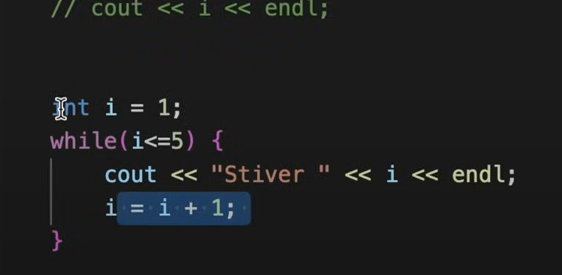 // cout << i << endl;
int i = 1;
while(i<=5) {
cout << "Stiver " << i << endl;
i = i + 1;
}